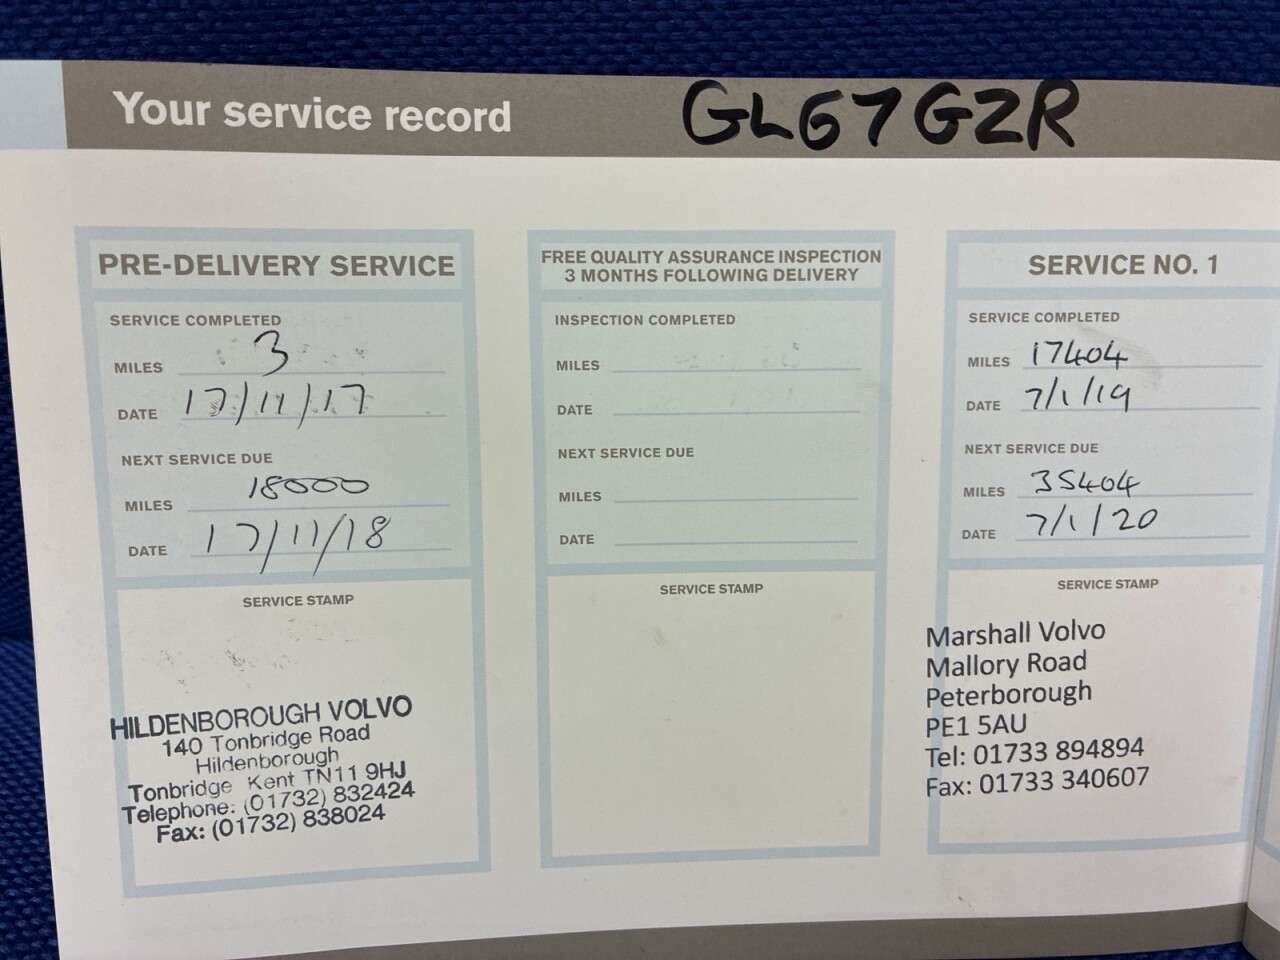 Your service record
GL67GZR
PRE-DELIVERY SERVICE
SERVICE COMPLETED
MILES 3
DATE 17/11/17
NEXT SERVICE DUE
MILES 18000
DATE 17/11/18
SERVICE STAMP
HILDENBOROUGH VOLVO
140 Tonbridge Road
Hildenborough
Tonbridge Kent TN11 9HJ
Telephone: (01732) 832424
Fax: (01732) 838024
FREE QUALITY ASSURANCE INSPECTION
3 MONTHS FOLLOWING DELIVERY
INSPECTION COMPLETED
MILES
DATE
NEXT SERVICE DUE
MILES
DATE
SERVICE STAMP
SERVICE NO. 1
SERVICE COMPLETED
MILES 17404
DATE 7/1/19
NEXT SERVICE DUE
MILES 35404
DATE 7/1/20
SERVICE STAMP
Marshall Volvo
Mallory Road
Peterborough
PE1 5AU
Tel: 01733 894894
Fax: 01733 340607